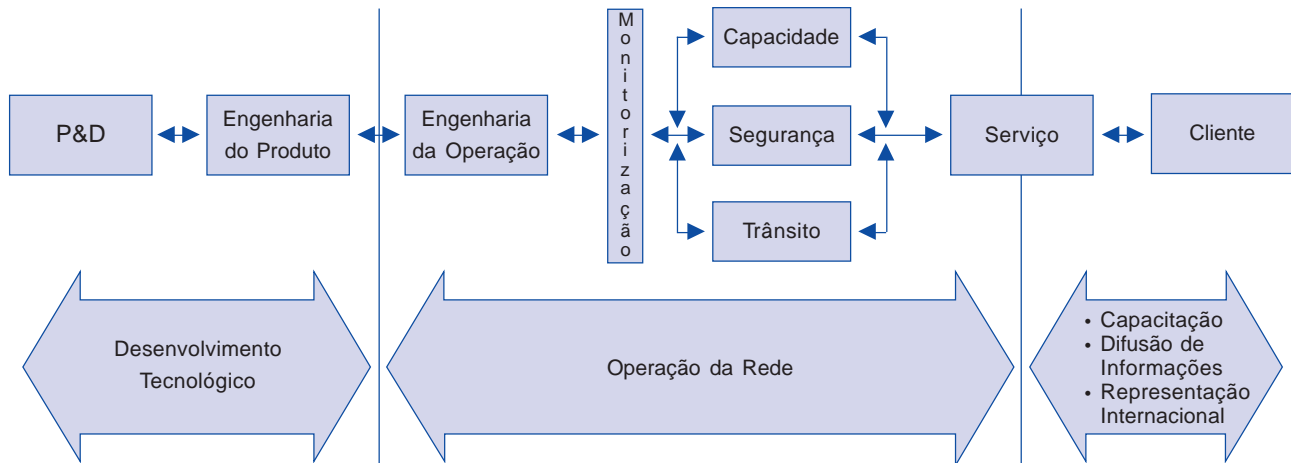 P&D
Engenharia
do Produto
Engenharia
da Operação
Monitorização
Capacidade
Segurança
Trânsito
Serviço
Cliente
Desenvolvimento
Tecnológico
Operação da Rede
• Capacitação
• Difusão de
Informações
• Representação
Internacional